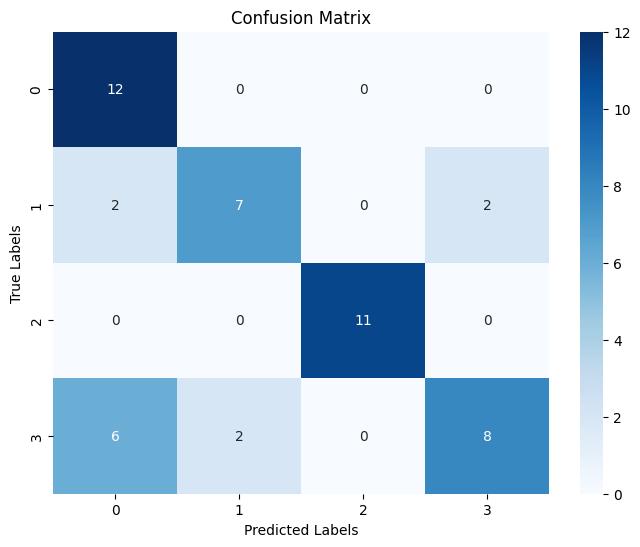 Confusion Matrix
12 0 0 0
2 7 0 2
0 0 11 0
6 2 0 8
0
1
2
3
True Labels
0 1 2 3
Predicted Labels
12
10
8
6
4
2
0